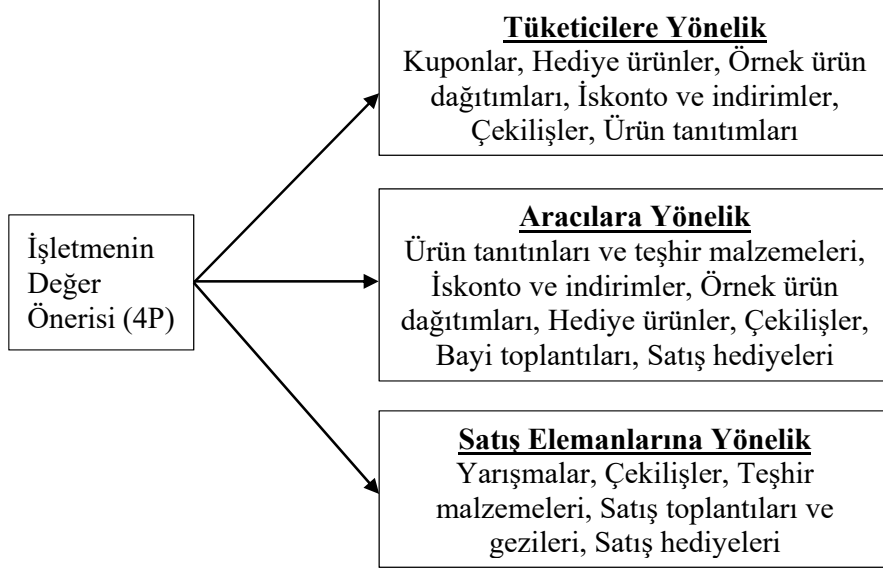 Tüketicilere Yönelik
Kuponlar, Hediye ürünler, Örnek ürün
dağıtımları, İskonto ve indirimler,
Çekilişler, Ürün tanıtımları
İşletmenin
Değer
Önerisi (4P)
Aracılara Yönelik
Ürün tanıtınları ve teşhir malzemeleri,
İskonto ve indirimler, Örnek ürün
dağıtımları, Hediye ürünler, Çekilişler,
Bayi toplantıları, Satış hediyeleri
Satış Elemanlarına Yönelik
Yarışmalar, Çekilişler, Teşhir
malzemeleri, Satış toplantıları ve
gezileri, Satış hediyeleri